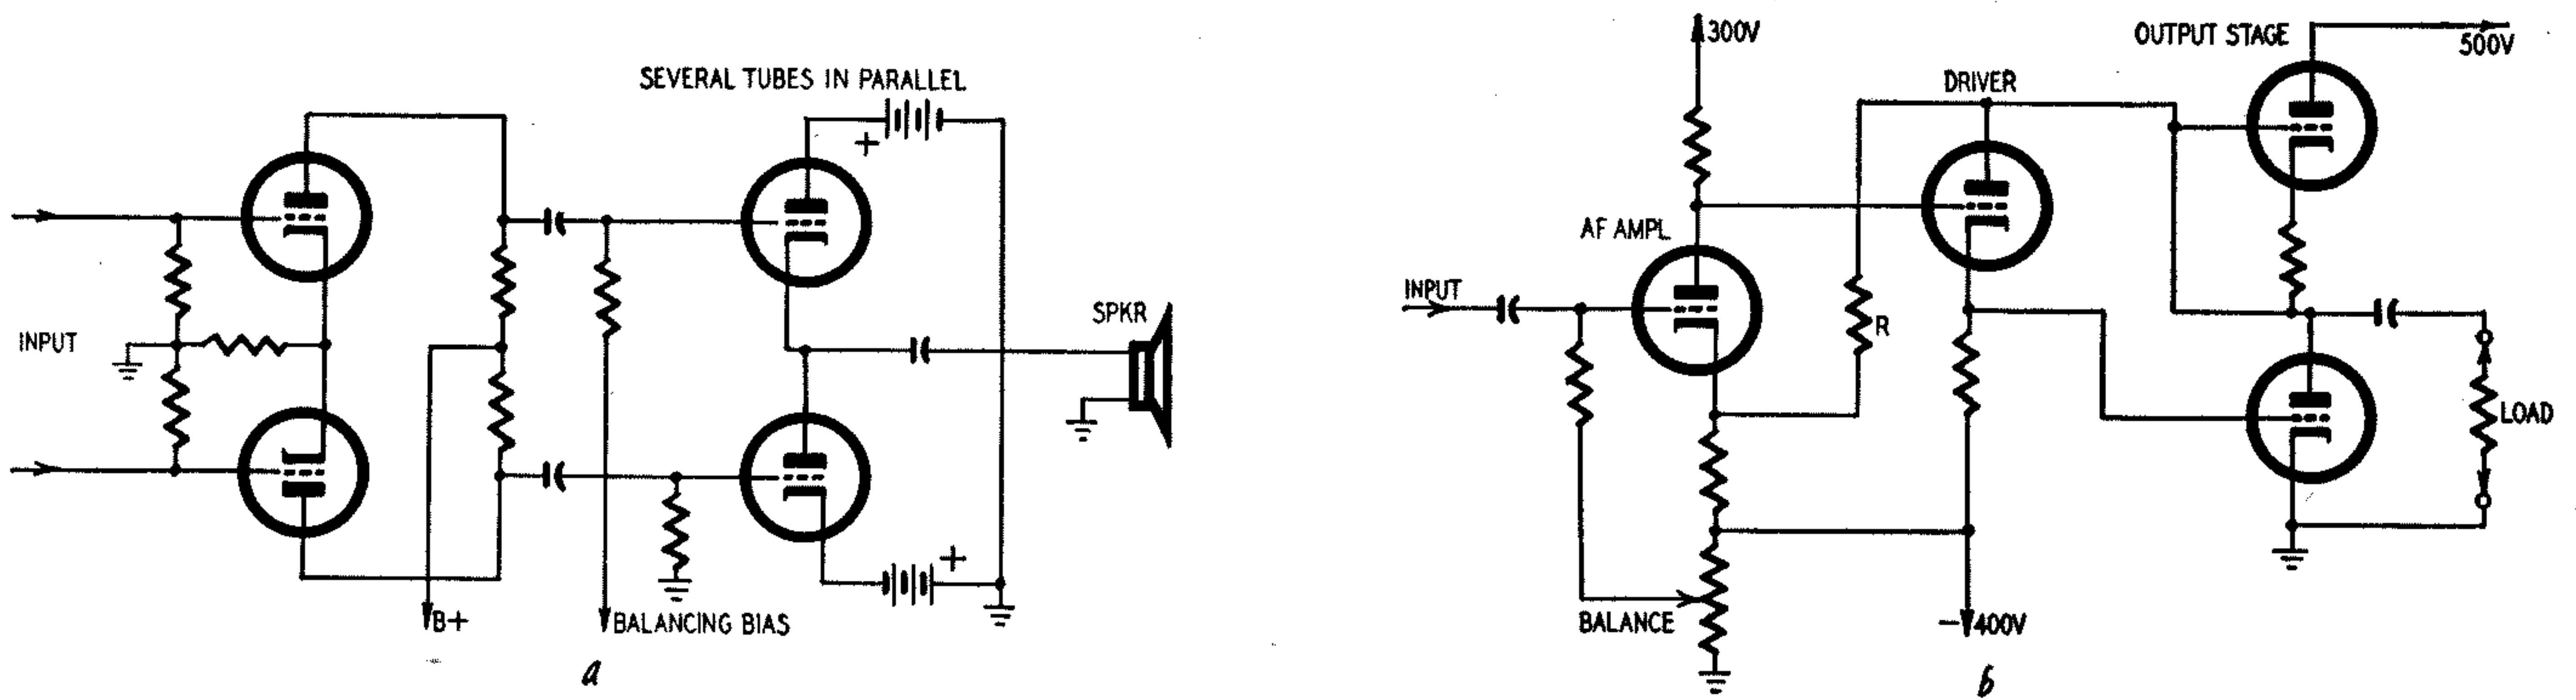 SEVERAL TUBES IN PARALLEL
+
INPUT
SPKR
+
B+
BALANCING BIAS
a
300V
OUTPUT STAGE
500V
DRIVER
AF AMPL
INPUT
R
LOAD
BALANCE
-400V
b